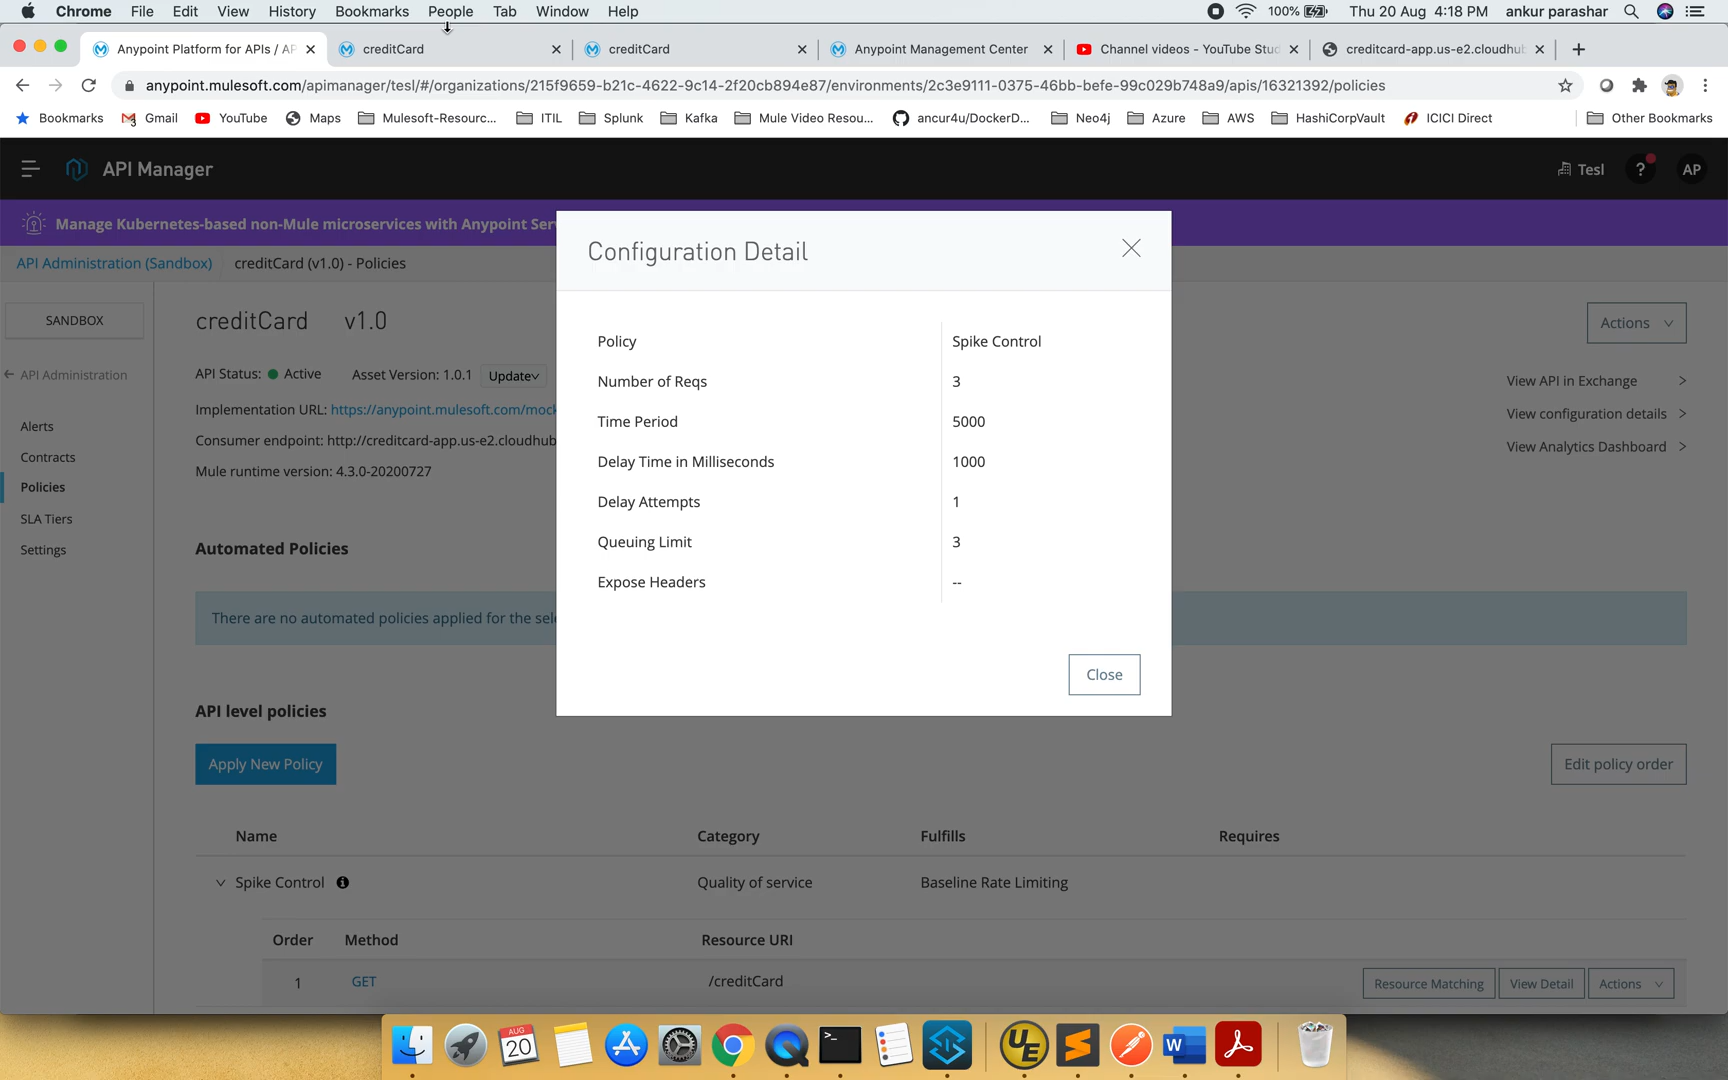 Chrome File Edit View History Bookmarks People Tab Window Help 100% Thu 20 Aug 4:18 PM ankur parashar
Anypoint Platform for APIs / AP creditCard creditCard Anypoint Management Center Channel videos - YouTube Stud creditcard-app.us-e2.cloudhu
anypoint.mulesoft.com/apimanager/tesl/#/organizations/215f9659-b21c-4622-9c14-2f20cb894e87/environments/2c3e9111-0375-46bb-befe-99c029b748a9/apis/16321392/policies
Bookmarks Gmail YouTube Maps Mulesoft-Resourc... ITIL Splunk Kafka Mule Video Resou... ancur4u/DockerD... Neo4j Azure AWS HashiCorpVault ICICI Direct Other Bookmarks
API Manager Tesl ? AP
Manage Kubernetes-based non-Mule microservices with Anypoint Ser
API Administration (Sandbox) creditCard (v1.0) - Policies
Configuration Detail
SANDBOX
creditCard v1.0
Actions
API Administration
API Status: Active Asset Version: 1.0.1 Update
View API in Exchange >
Implementation URL: https://anypoint.mulesoft.com/mock
View configuration details >
Consumer endpoint: http://creditcard-app.us-e2.cloudhub
View Analytics Dashboard >
Mule runtime version: 4.3.0-20200727
Alerts
Contracts
Policies
SLA Tiers
Settings
Policy Spike Control
Number of Reqs 3
Time Period 5000
Delay Time in Milliseconds 1000
Delay Attempts 1
Queuing Limit 3
Expose Headers --
Close
Automated Policies
There are no automated policies applied for the sel
API level policies
Apply New Policy Edit policy order
Name Category Fulfills Requires
Spike Control Quality of service Baseline Rate Limiting
Order Method Resource URI
1 GET /creditCard Resource Matching View Detail Actions
AUG
20
UE
W